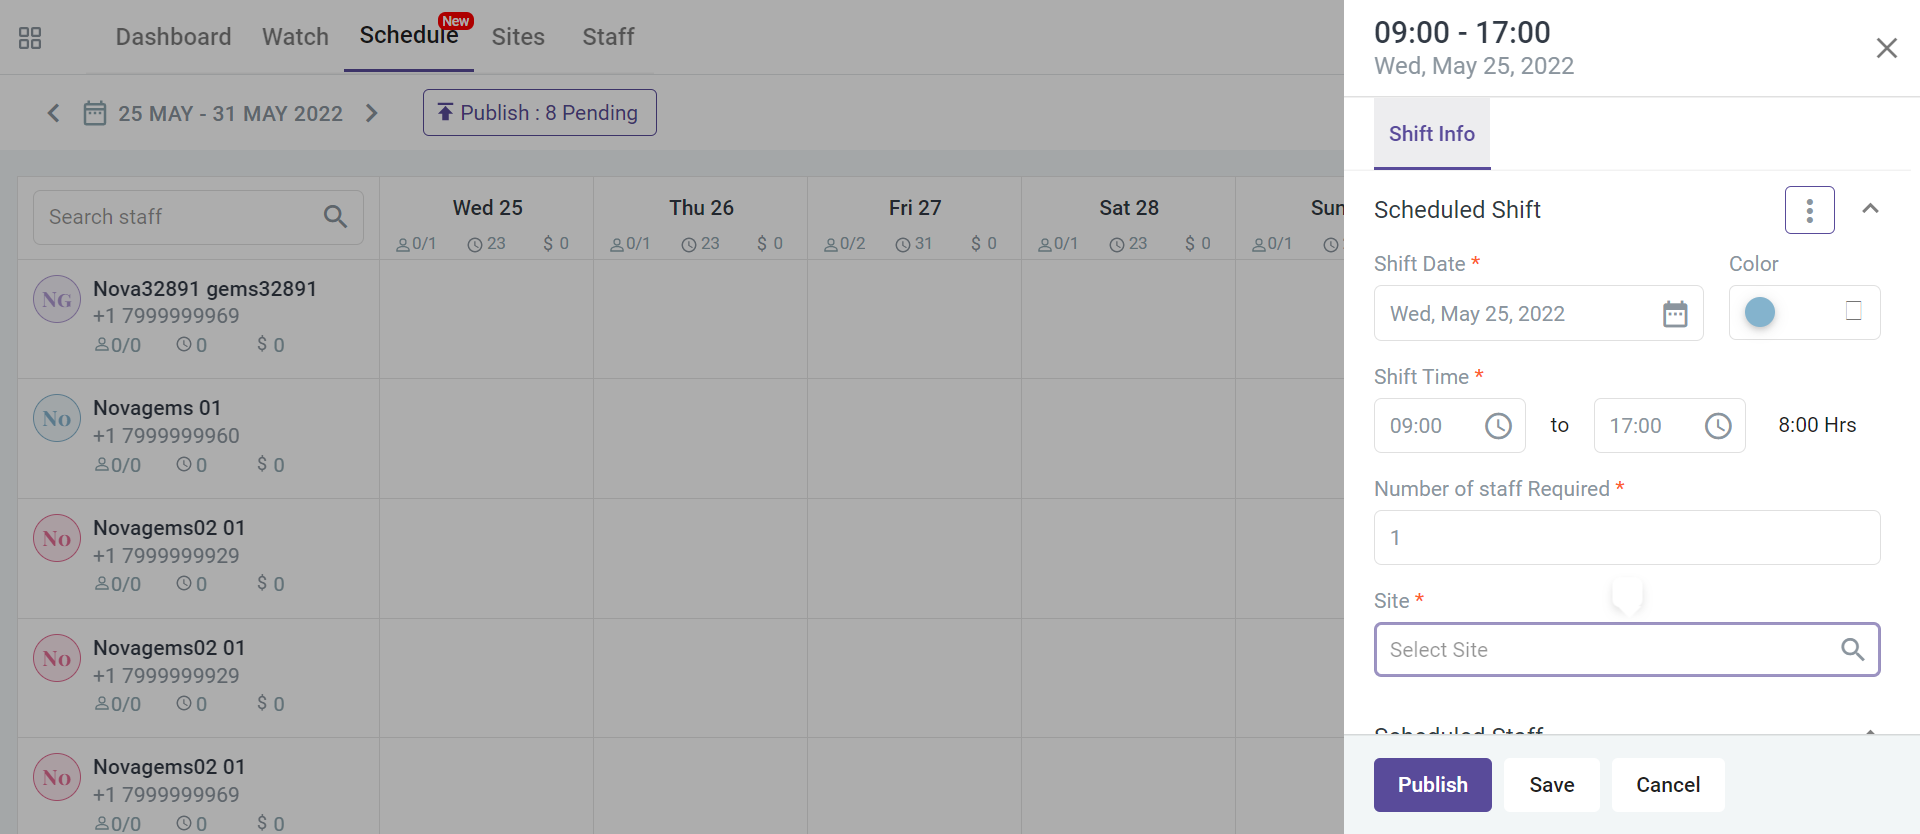 Dashboard Watch Schedule New Sites Staff
25 MAY - 31 MAY 2022 Publish : 8 Pending
Search staff Wed 25 Thu 26 Fri 27 Sat 28 Sun
0/1 23 $ 0 0/1 23 $ 0 0/2 31 $ 0 0/1 23 $ 0 0/1
NG Nova32891 gems32891
+1 7999999969
0/0 0 $ 0
No Novagems 01
+1 7999999960
0/0 0 $ 0
No Novagems02 01
+1 7999999929
0/0 0 $ 0
No Novagems02 01
+1 7999999929
0/0 0 $ 0
No Novagems02 01
+1 7999999969
0/0 0 $ 0
09:00 - 17:00
Wed, May 25, 2022
Shift Info
Scheduled Shift
Shift Date * Color
Wed, May 25, 2022
Shift Time *
09:00 to 17:00 8:00 Hrs
Number of staff Required *
1
Site *
Select Site
Scheduled Staff
Publish Save Cancel